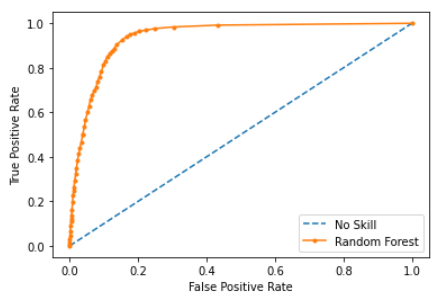 1.0
0.8
0.6
0.4
0.2
0.0
True Positive Rate
0.0 0.2 0.4 0.6 0.8 1.0
False Positive Rate
No Skill
Random Forest